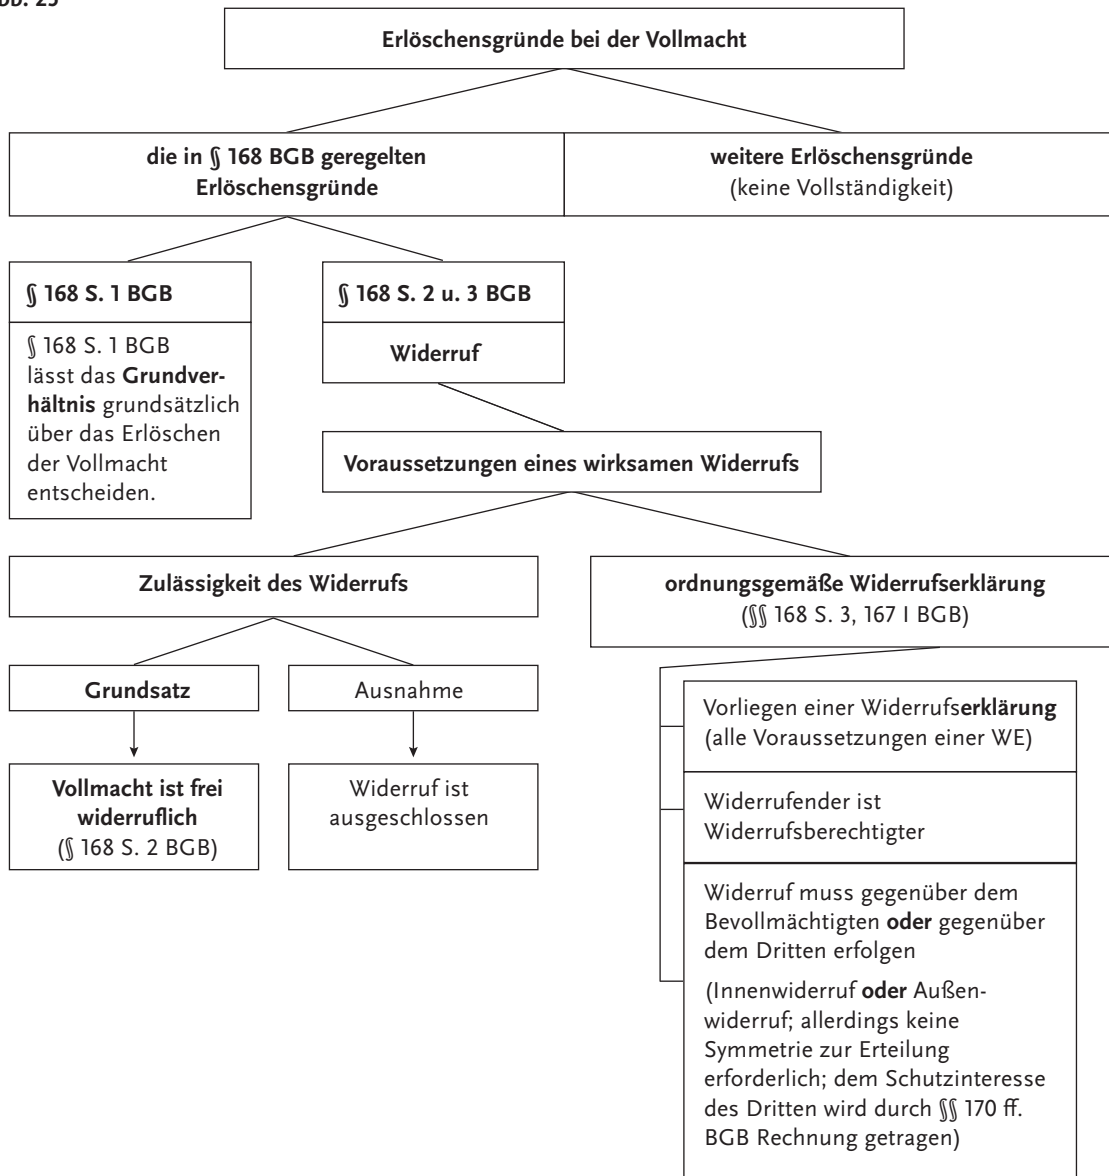 Erlöschensgründe bei der Vollmacht
die in § 168 BGB geregelten
Erlöschensgründe
weitere Erlöschensgründe
(keine Vollständigkeit)
§ 168 S. 1 BGB
§ 168 S. 1 BGB
lässt das Grundver-
hältnis grundsätzlich
über das Erlöschen
der Vollmacht
entscheiden.
§ 168 S. 2 u. 3 BGB
Widerruf
Voraussetzungen eines wirksamen Widerrufs
Zulässigkeit des Widerrufs
Grundsatz
Vollmacht ist frei
widerruflich
(§ 168 S. 2 BGB)
Ausnahme
Widerruf ist
ausgeschlossen
ordnungsgemäße Widerrufserklärung
(§§ 168 S. 3, 167 I BGB)
Vorliegen einer Widerrufserklärung
(alle Voraussetzungen einer WE)
Widerrufender ist
Widerrufsberechtigter
Widerruf muss gegenüber dem
Bevollmächtigten oder gegenüber
dem Dritten erfolgen
(Innenwiderruf oder Außen-
widerruf; allerdings keine
Symmetrie zur Erteilung
erforderlich; dem Schutzinteresse
des Dritten wird durch §§ 170 ff.
BGB Rechnung getragen)